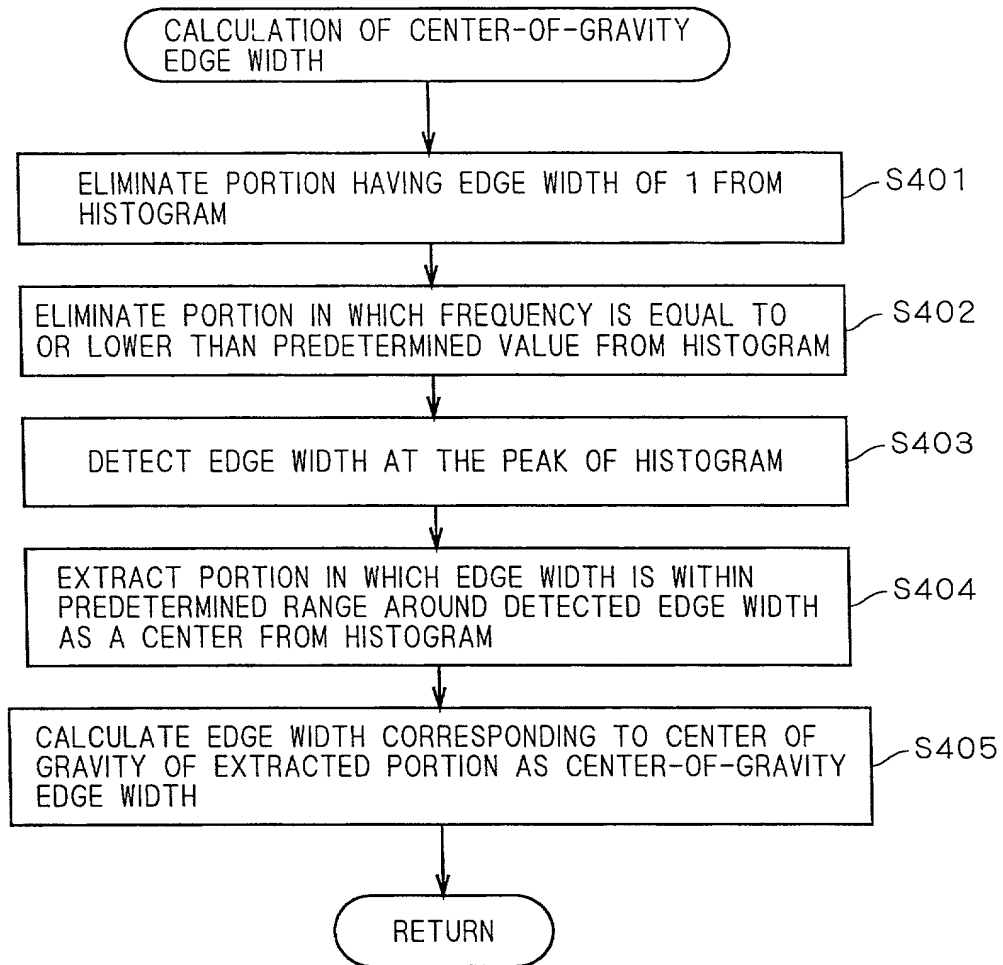 CALCULATION OF CENTER-OF-GRAVITY
EDGE WIDTH
ELIMINATE PORTION HAVING EDGE WIDTH OF 1 FROM
HISTOGRAM
S401
ELIMINATE PORTION IN WHICH FREQUENCY IS EQUAL TO
OR LOWER THAN PREDETERMINED VALUE FROM HISTOGRAM
S402
DETECT EDGE WIDTH AT THE PEAK OF HISTOGRAM
S403
EXTRACT PORTION IN WHICH EDGE WIDTH IS WITHIN
PREDETERMINED RANGE AROUND DETECTED EDGE WIDTH
AS A CENTER FROM HISTOGRAM
S404
CALCULATE EDGE WIDTH CORRESPONDING TO CENTER OF
GRAVITY OF EXTRACTED PORTION AS CENTER-OF-GRAVITY
EDGE WIDTH
S405
RETURN